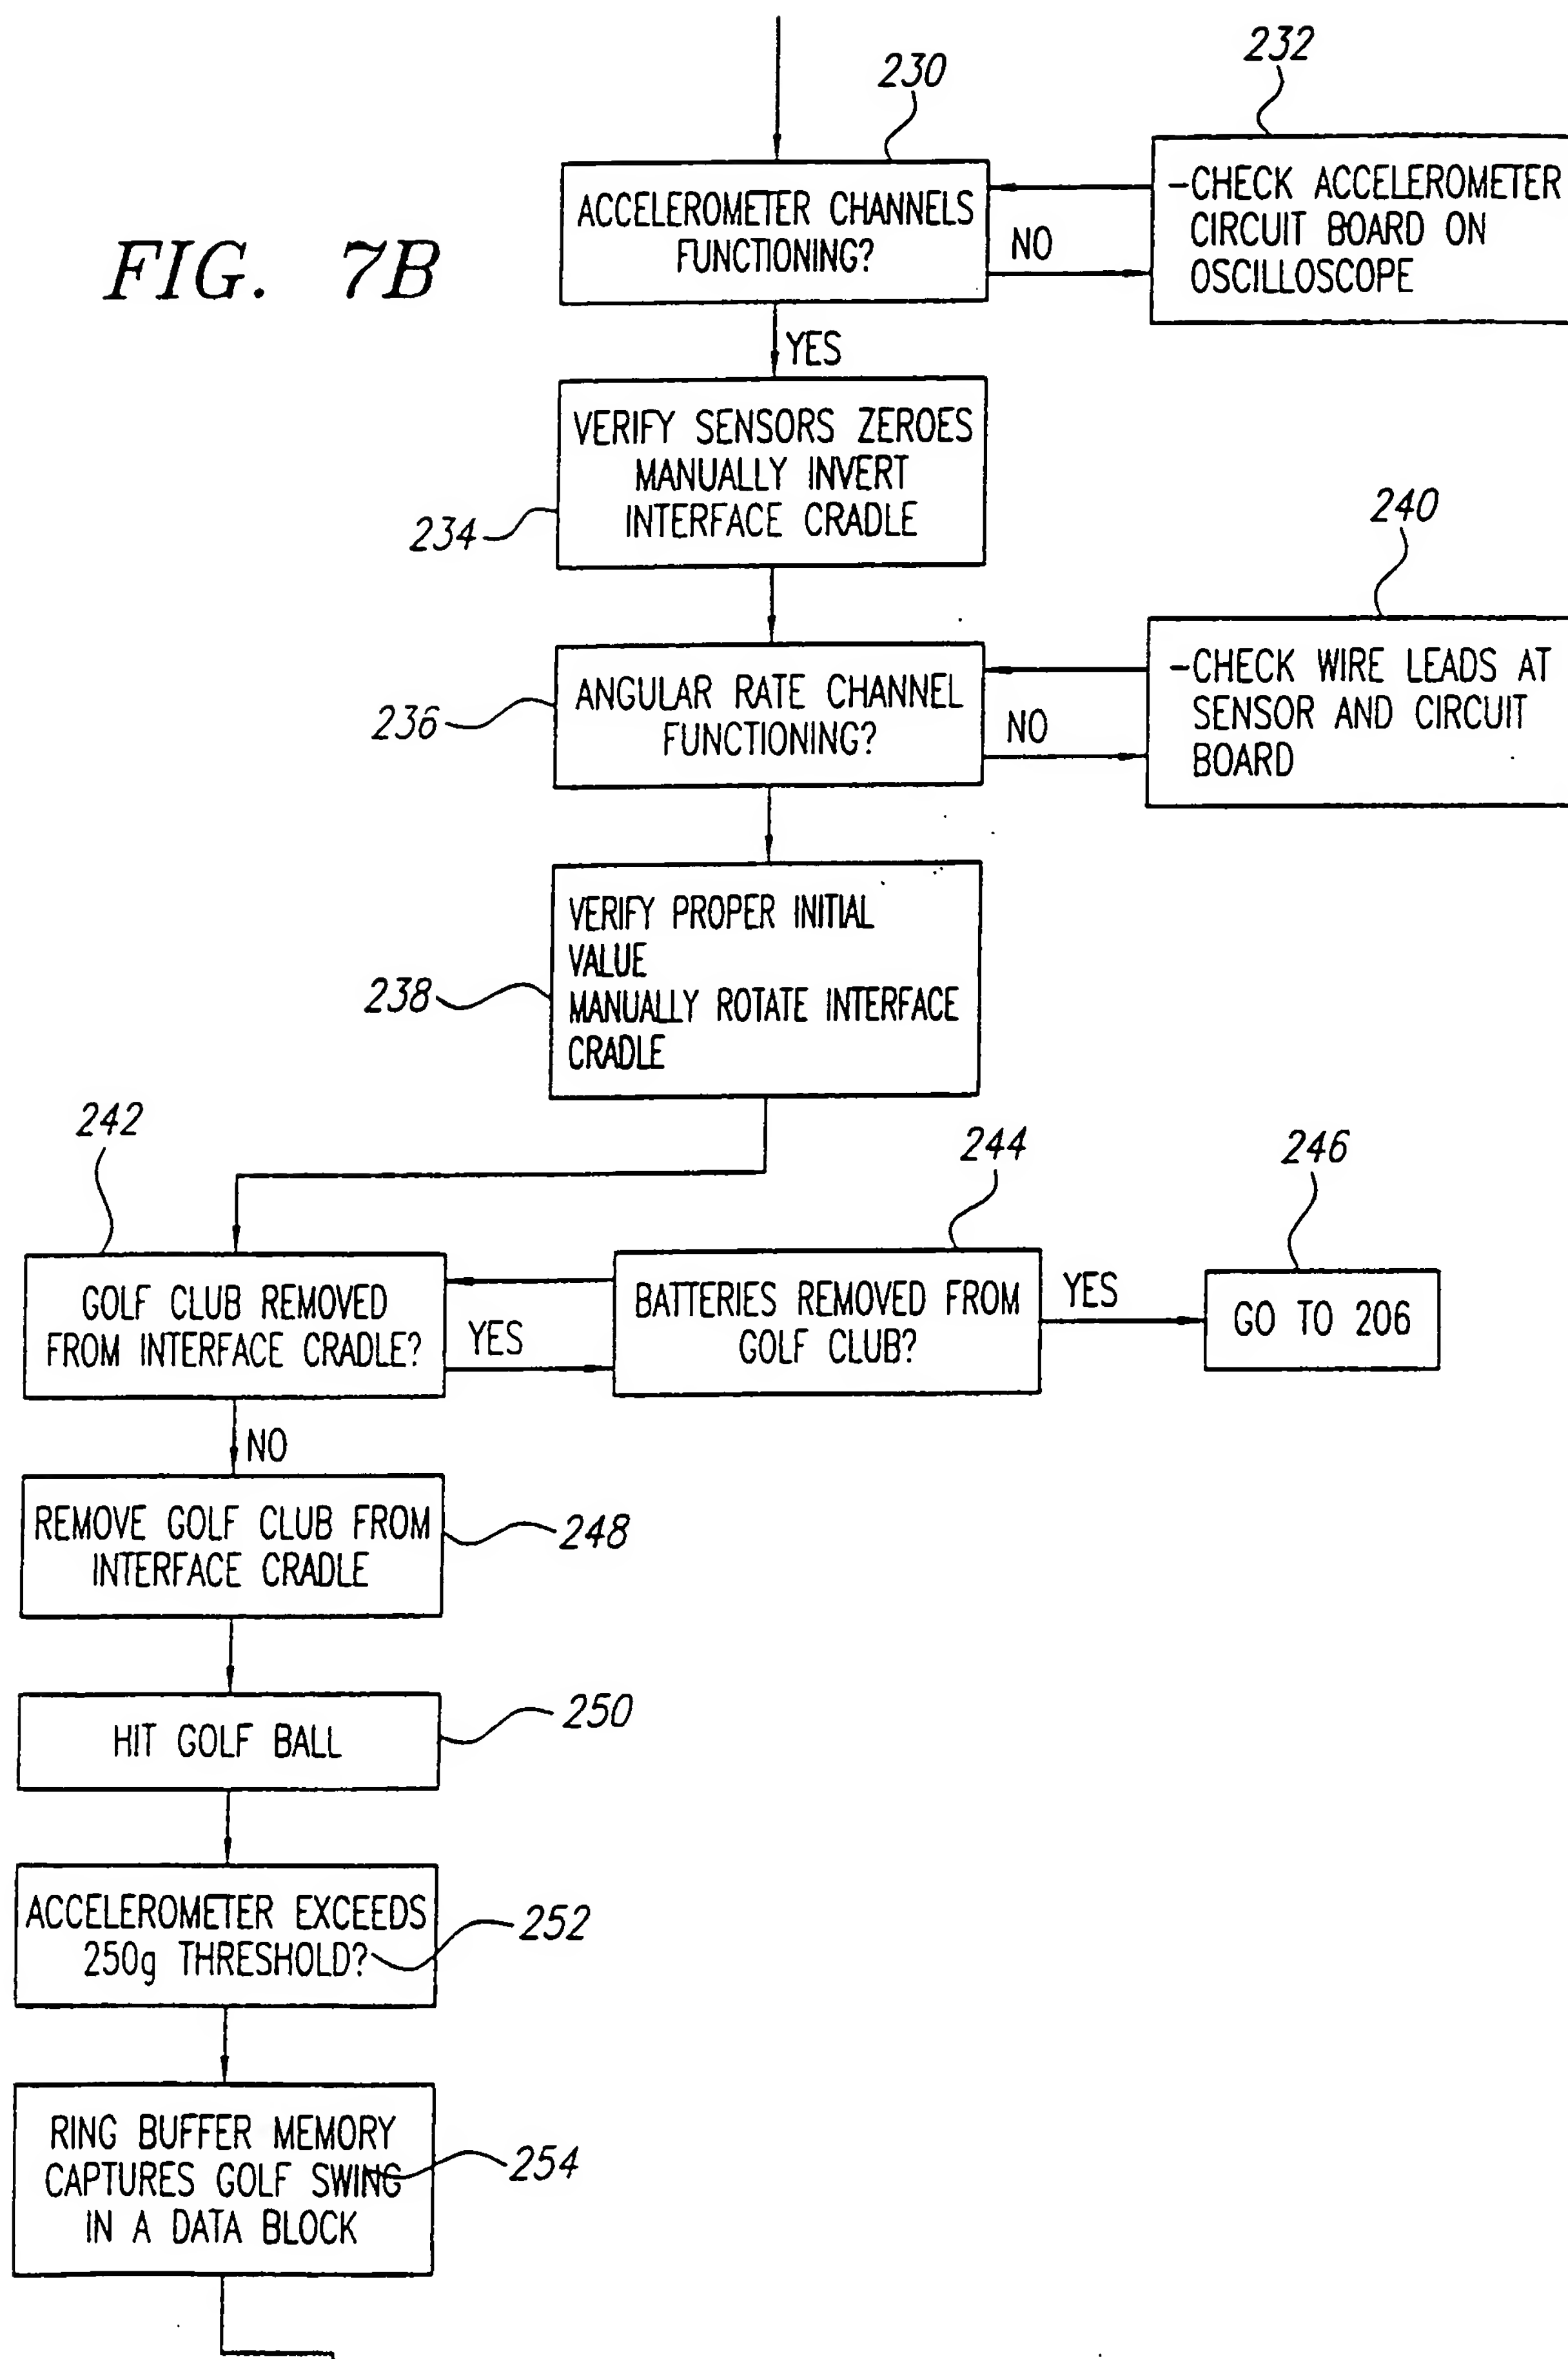 230
232
FIG. 7B
ACCELEROMETER CHANNELS
FUNCTIONING?
NO
-CHECK ACCELEROMETER
CIRCUIT BOARD ON
OSCILLOSCOPE
YES
VERIFY SENSORS ZEROES
MANUALLY INVERT
INTERFACE CRADLE
234
240
ANGULAR RATE CHANNEL
FUNCTIONING?
236
NO
-CHECK WIRE LEADS AT
SENSOR AND CIRCUIT
BOARD
VERIFY PROPER INITIAL
VALUE
MANUALLY ROTATE INTERFACE
CRADLE
238
242
244
246
GOLF CLUB REMOVED
FROM INTERFACE CRADLE?
YES
BATTERIES REMOVED FROM
GOLF CLUB?
YES
GO TO 206
NO
REMOVE GOLF CLUB FROM
INTERFACE CRADLE
248
HIT GOLF BALL
250
ACCELEROMETER EXCEEDS
250g THRESHOLD?
252
RING BUFFER MEMORY
CAPTURES GOLF SWING
IN A DATA BLOCK
254